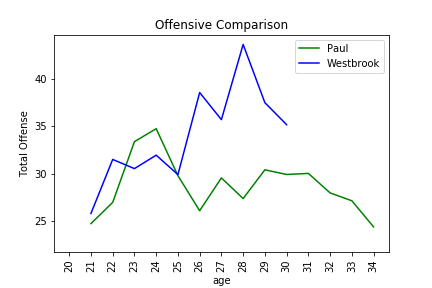 Offensive Comparison
Paul
Westbrook
Total Offense
40
35
30
25
20 21 22 23 24 25 26 27 28 29 30 31 32 33 34
age